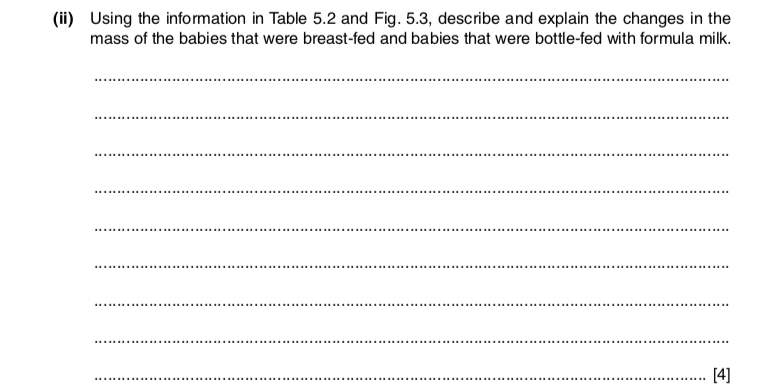 (ii) Using the information in Table 5.2 and Fig. 5.3, describe and explain the changes in the
mass of the babies that were breast-fed and babies that were bottle-fed with formula milk.
[4]